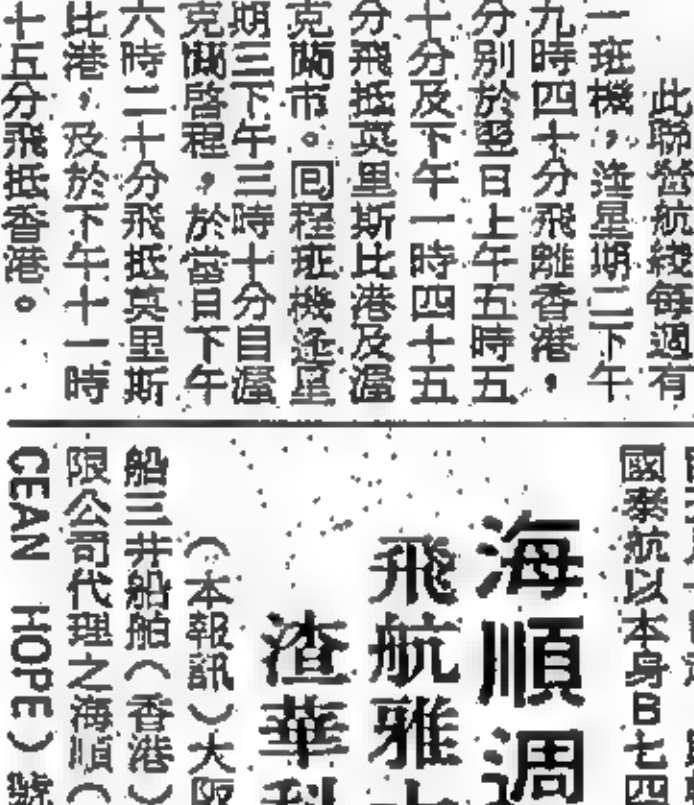 此聯營航綫每週有
一班機，逢星期二下午
九時四十分飛離香港，
分別於翌日上午五時五
十分及下午一時四十五
分飛抵莫里斯比港及渥
克蘭市。回程班機逢星
期三下午三時十分自渥
克蘭啓程，於當日下午
六時二十分飛抵莫里斯
比港，及於下午十一時
十五分飛抵香港。
國泰航以本身B七四
海順週
飛航雅
渣華
（本報訊）大阪
船三井船舶（香港）
限公司代理之海順（
CEAN HOPE）號